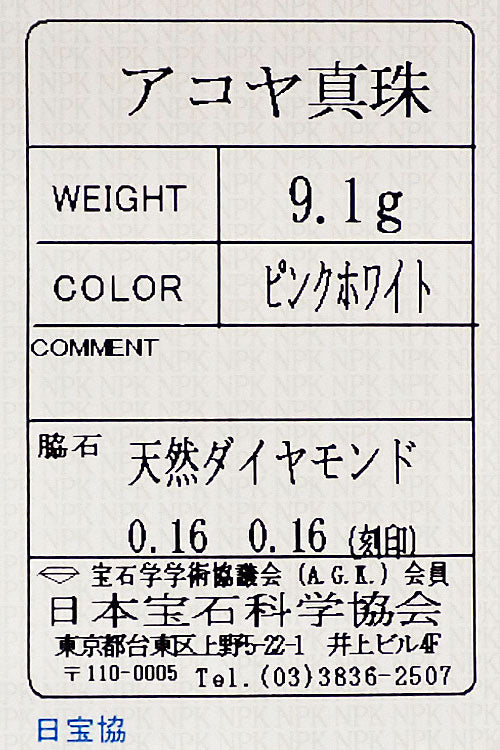 アコヤ真珠
WEIGHT 9.1g
COLOR ピンクホワイト
COMMENT
脇石 天然ダイヤモンド
0.16 0.16 (刻印)
宝石学学術協議会 (A.G.K.) 会員
日本宝石科学協会
東京都台東区上野5-22-1 井上ビル4F
〒110-0005 Tel.(03)3836-2507
日宝協